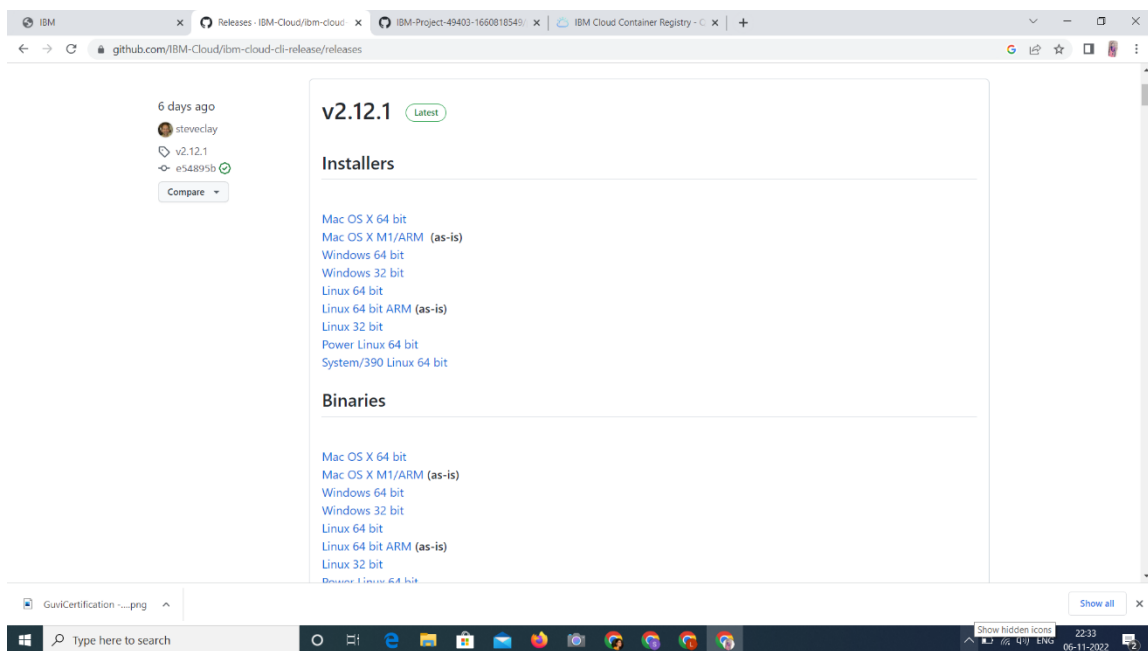 IBM
Releases · IBM-Cloud/ibm-cloud-
IBM-Project-49403-1660818549/
IBM Cloud Container Registry - C
github.com/IBM-Cloud/ibm-cloud-cli-release/releases
6 days ago
steveclay
v2.12.1
e54895b
Compare
v2.12.1 Latest
Installers
Mac OS X 64 bit
Mac OS X M1/ARM (as-is)
Windows 64 bit
Windows 32 bit
Linux 64 bit
Linux 64 bit ARM (as-is)
Linux 32 bit
Power Linux 64 bit
System/390 Linux 64 bit
Binaries
Mac OS X 64 bit
Mac OS X M1/ARM (as-is)
Windows 64 bit
Windows 32 bit
Linux 64 bit
Linux 64 bit ARM (as-is)
Linux 32 bit
Power Linux 64 bit
GuviCertification -....png
Show all
Type here to search
Show hidden icons
ENG
22:33
06-11-2022